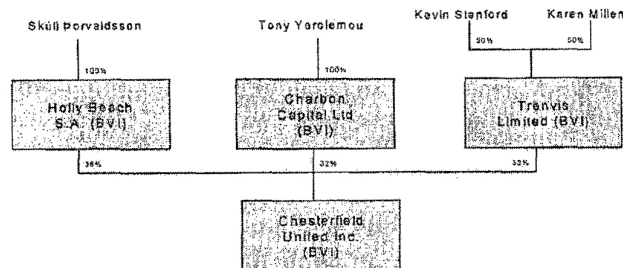 Skúli Þorvaldsson
Tony Yerolemou
Kevin Stanford
Karen Millen
50%
50%
100%
100%
Holly Beach
S.A. (BVI)
Charbon
Capital Ltd
(BVI)
Trenvis
Limited (BVI)
36%
32%
32%
Chesterfield
United Inc.
(BVI)